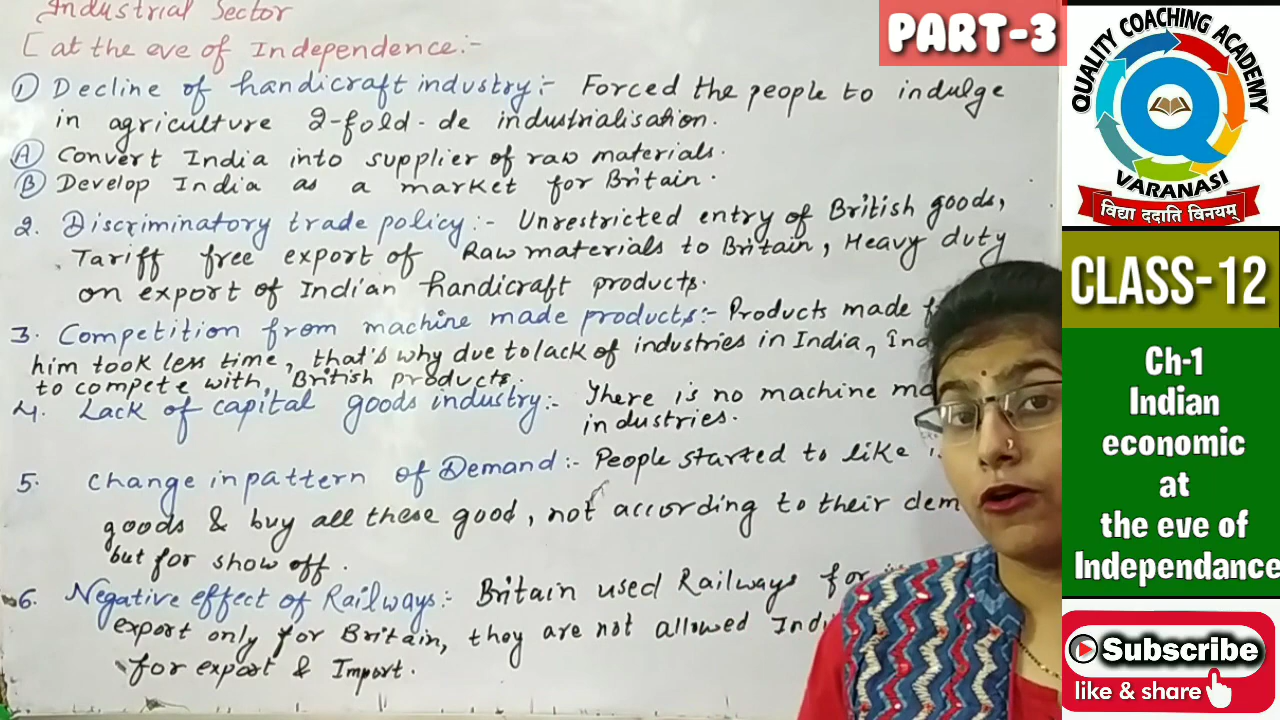 Industrial Sector
[at the eve of Independence:-
① Decline of handicraft industry:- Forced the people to indulge
in agriculture 2-fold-de industrialisation.
Ⓐ Convert India into supplier of raw materials.
Ⓑ Develop India as a market for Britain.
2. Discriminatory trade policy:- Unrestricted entry of British goods,
Tariff free export of Raw materials to Britain, Heavy duty
on export of Indian handicraft products.
3. Competition from machine made products:- Products made
him took less time, that's why due to lack of industries in India,
to compete with British products.
4. Lack of capital goods industry:- There is no machine
industries.
5. Change in pattern of Demand:- People started to like
goods & buy all these good, not according to their
but for show off.
6. Negative effect of Railways:- Britain used Railways for
export only for Britain, they are not allowed
for export & Import.
PART-3
QUALITY COACHING ACADEMY
VARANASI
विद्या ददाति विनयम्
CLASS-12
Ch-1
Indian
economic
at
the eve of
Independance
Subscribe
like & share